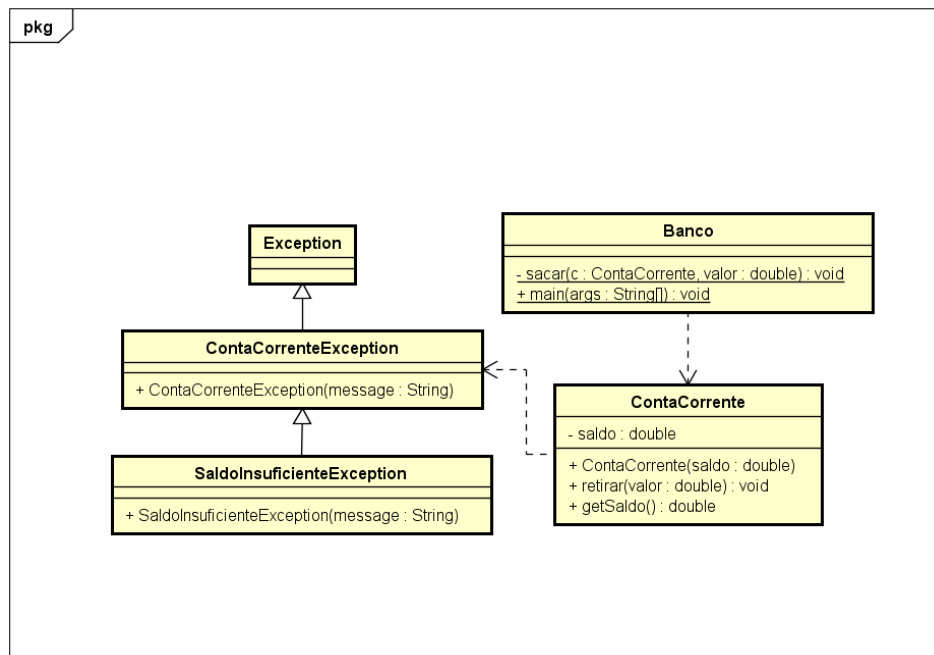 pkg
Exception
ContaCorrenteException
+ ContaCorrenteException(message : String)
SaldoInsuficienteException
+ SaldoInsuficienteException(message : String)
Banco
- sacar(c : ContaCorrente, valor : double) : void
+ main(args : String[]) : void
ContaCorrente
- saldo : double
+ ContaCorrente(saldo : double)
+ retirar(valor : double) : void
+ getSaldo() : double